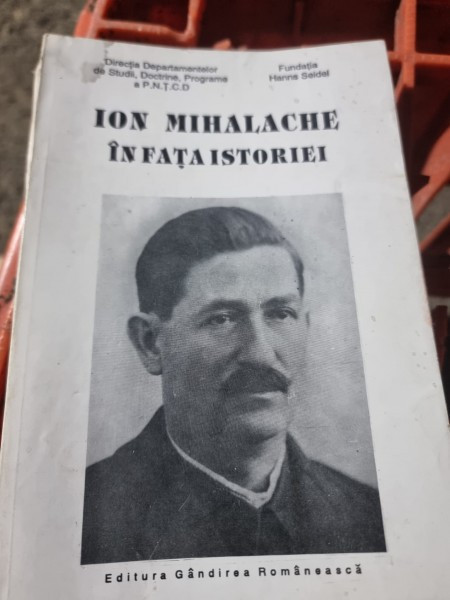 Direcția Departamentelor
de Studii, Doctrine, Programe
a P.N.Ț.C.D
Fundația
Hanns Seidel
ION MIHALACHE
ÎN FAȚA ISTORIEI
Editura Gândirea Românească